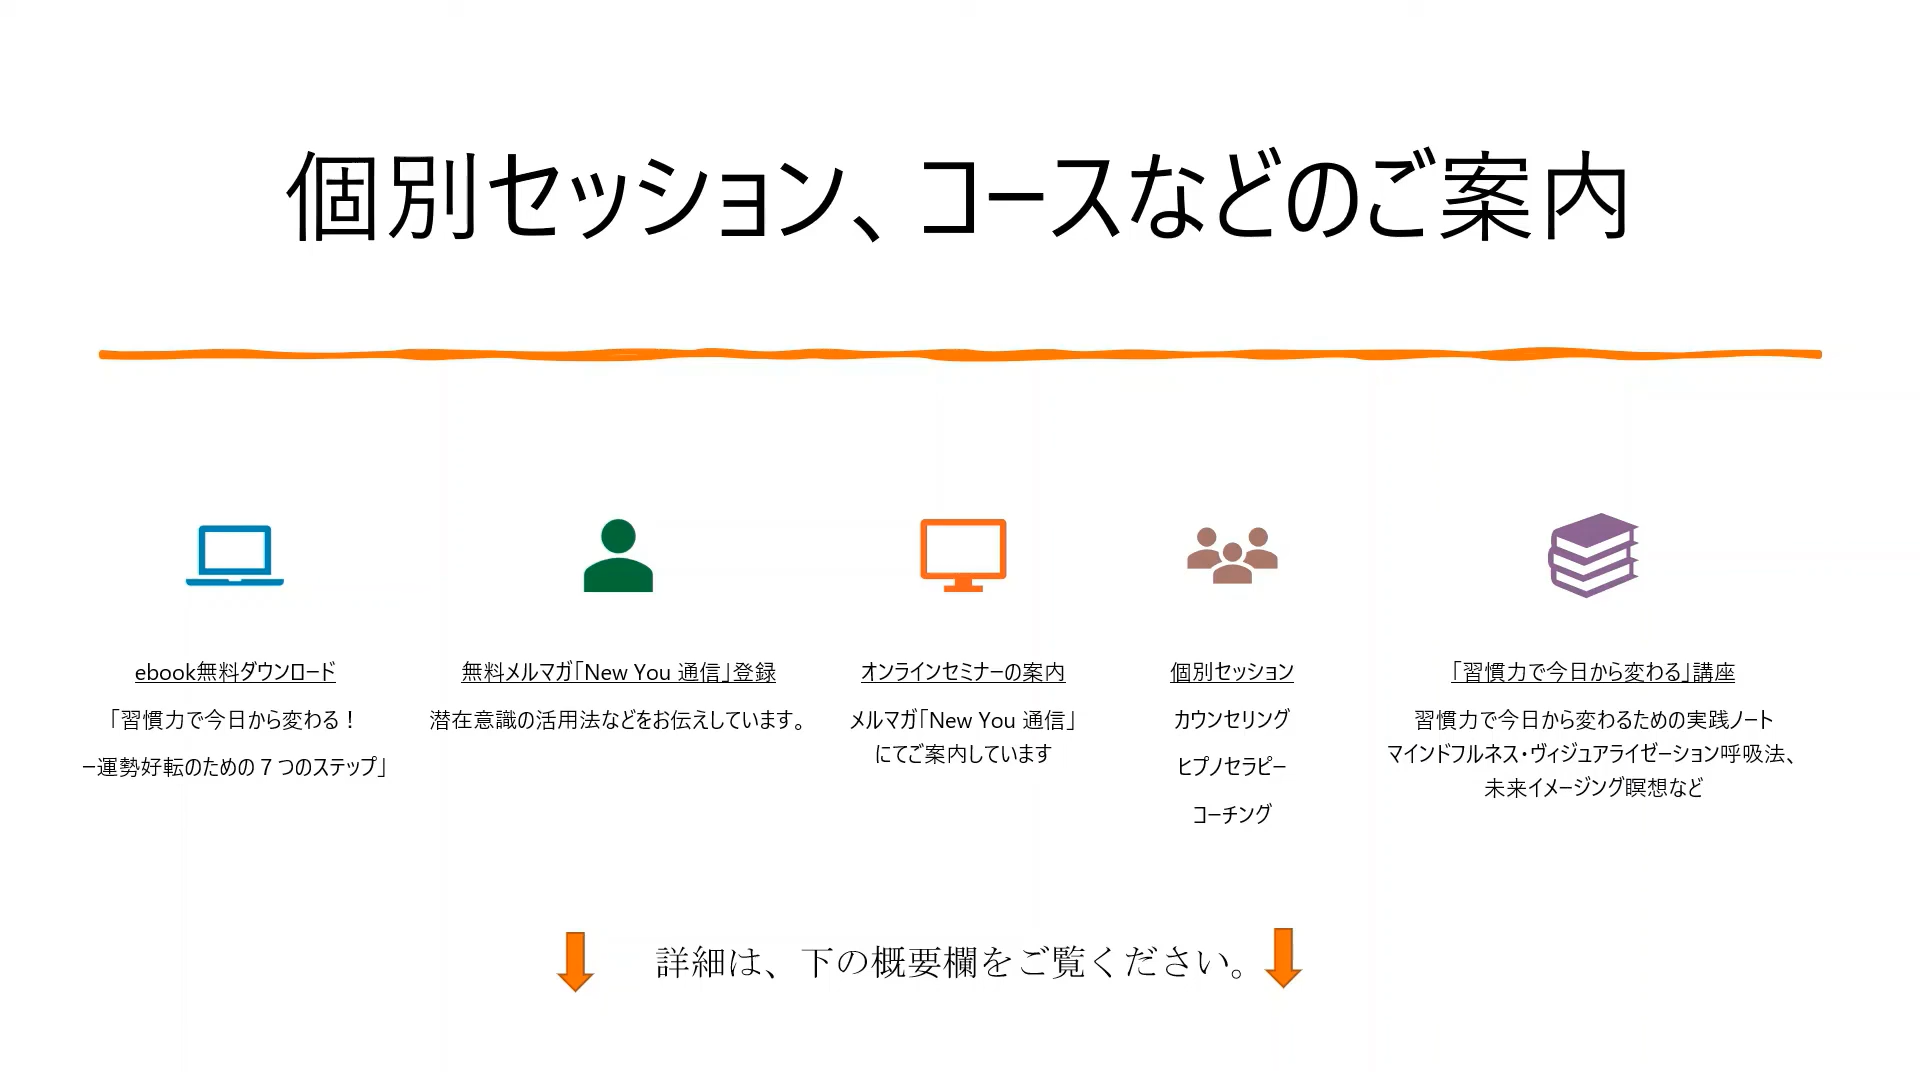 個別セッション、コースなどのご案内
ebook無料ダウンロード
「習慣力で今日から変わる！
−運勢好転のための７つのステップ」
無料メルマガ「New You 通信」登録
潜在意識の活用法などをお伝えしています。
オンラインセミナーの案内
メルマガ「New You 通信」
にてご案内しています
個別セッション
カウンセリング
ヒプノセラピー
コーチング
「習慣力で今日から変わる」講座
習慣力で今日から変わるための実践ノート
マインドフルネス・ヴィジュアライゼーション呼吸法、
未来イメージング瞑想など
詳細は、下の概要欄をご覧ください。